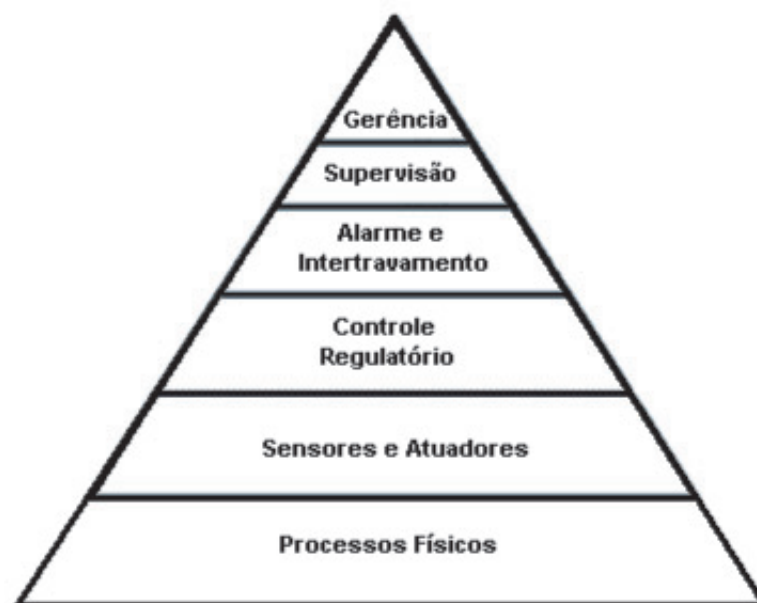 Gerência
Supervisão
Alarme e
Intertravamento
Controle
Regulatório
Sensores e Atuadores
Processos Físicos